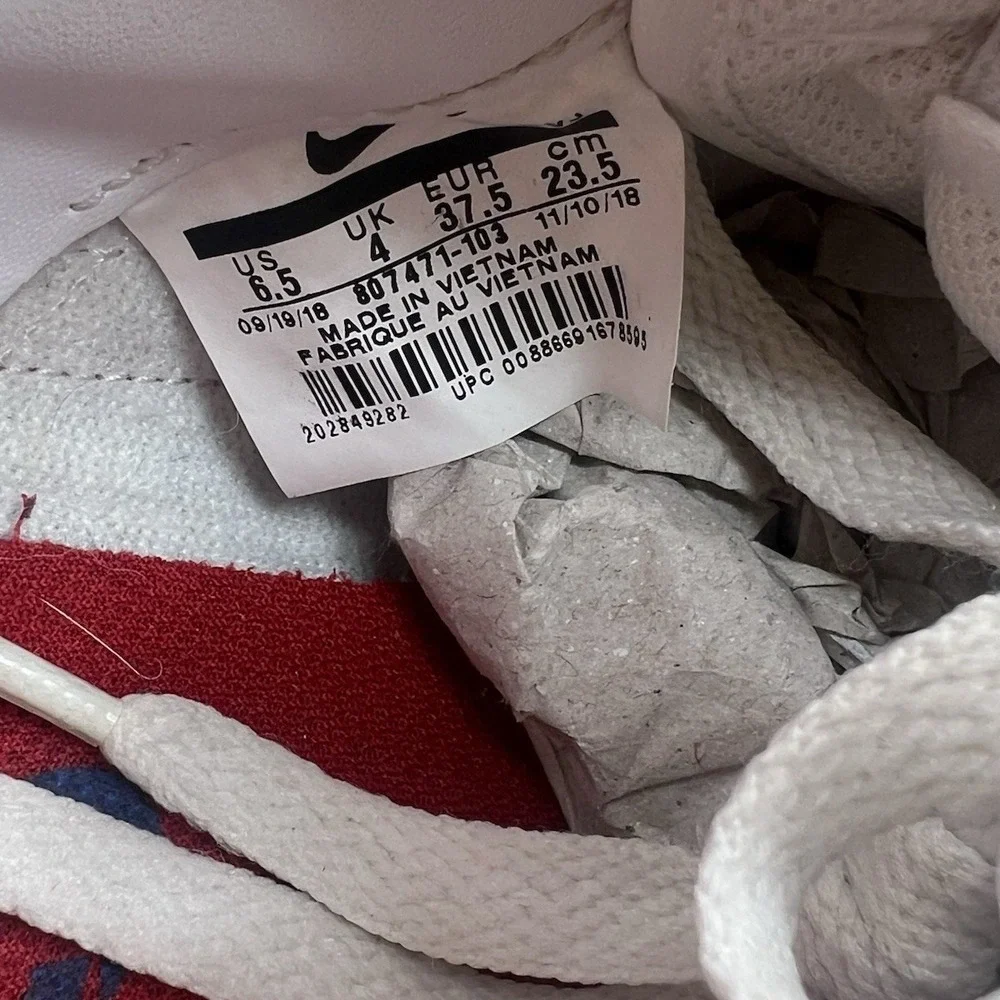 US UK EUR cm
6.5 4 37.5 23.5
09/19/18 807471-103 11/10/18
MADE IN VIETNAM
FABRIQUE AU VIETNAM
UPC 00886691678595
202849282